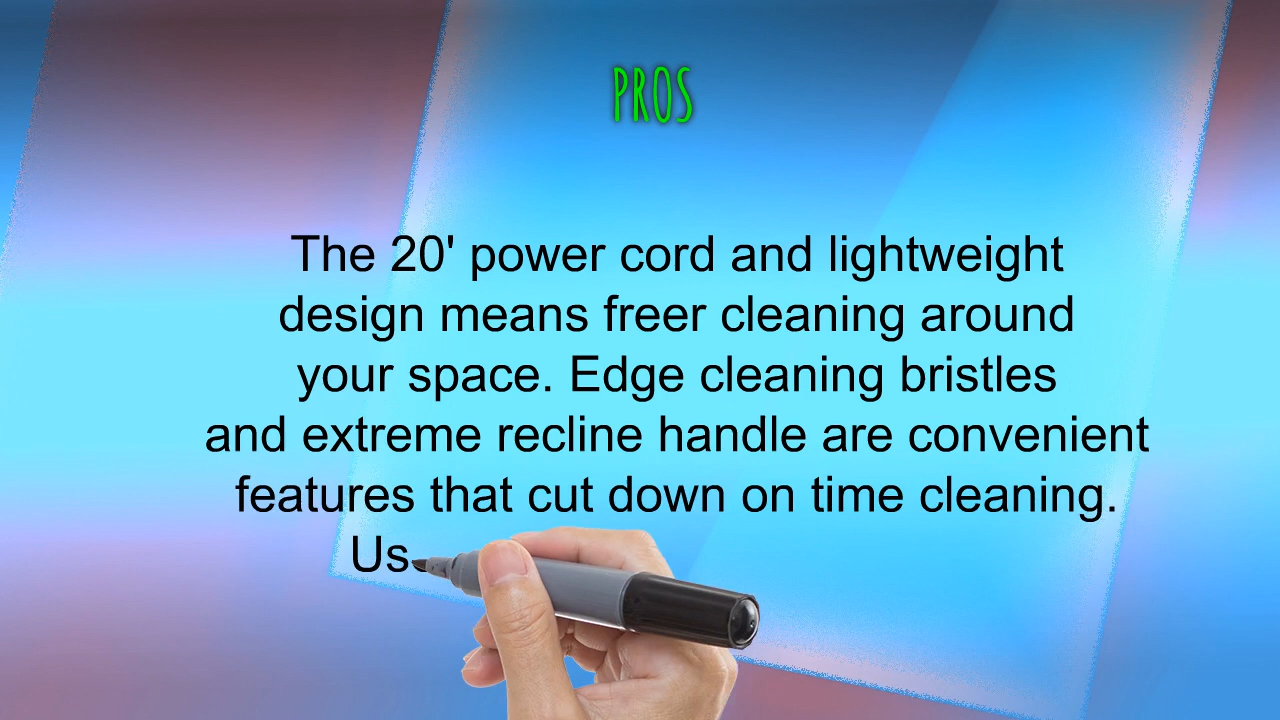 PROS
The 20' power cord and lightweight
design means freer cleaning around
your space. Edge cleaning bristles
and extreme recline handle are convenient
features that cut down on time cleaning.
Us